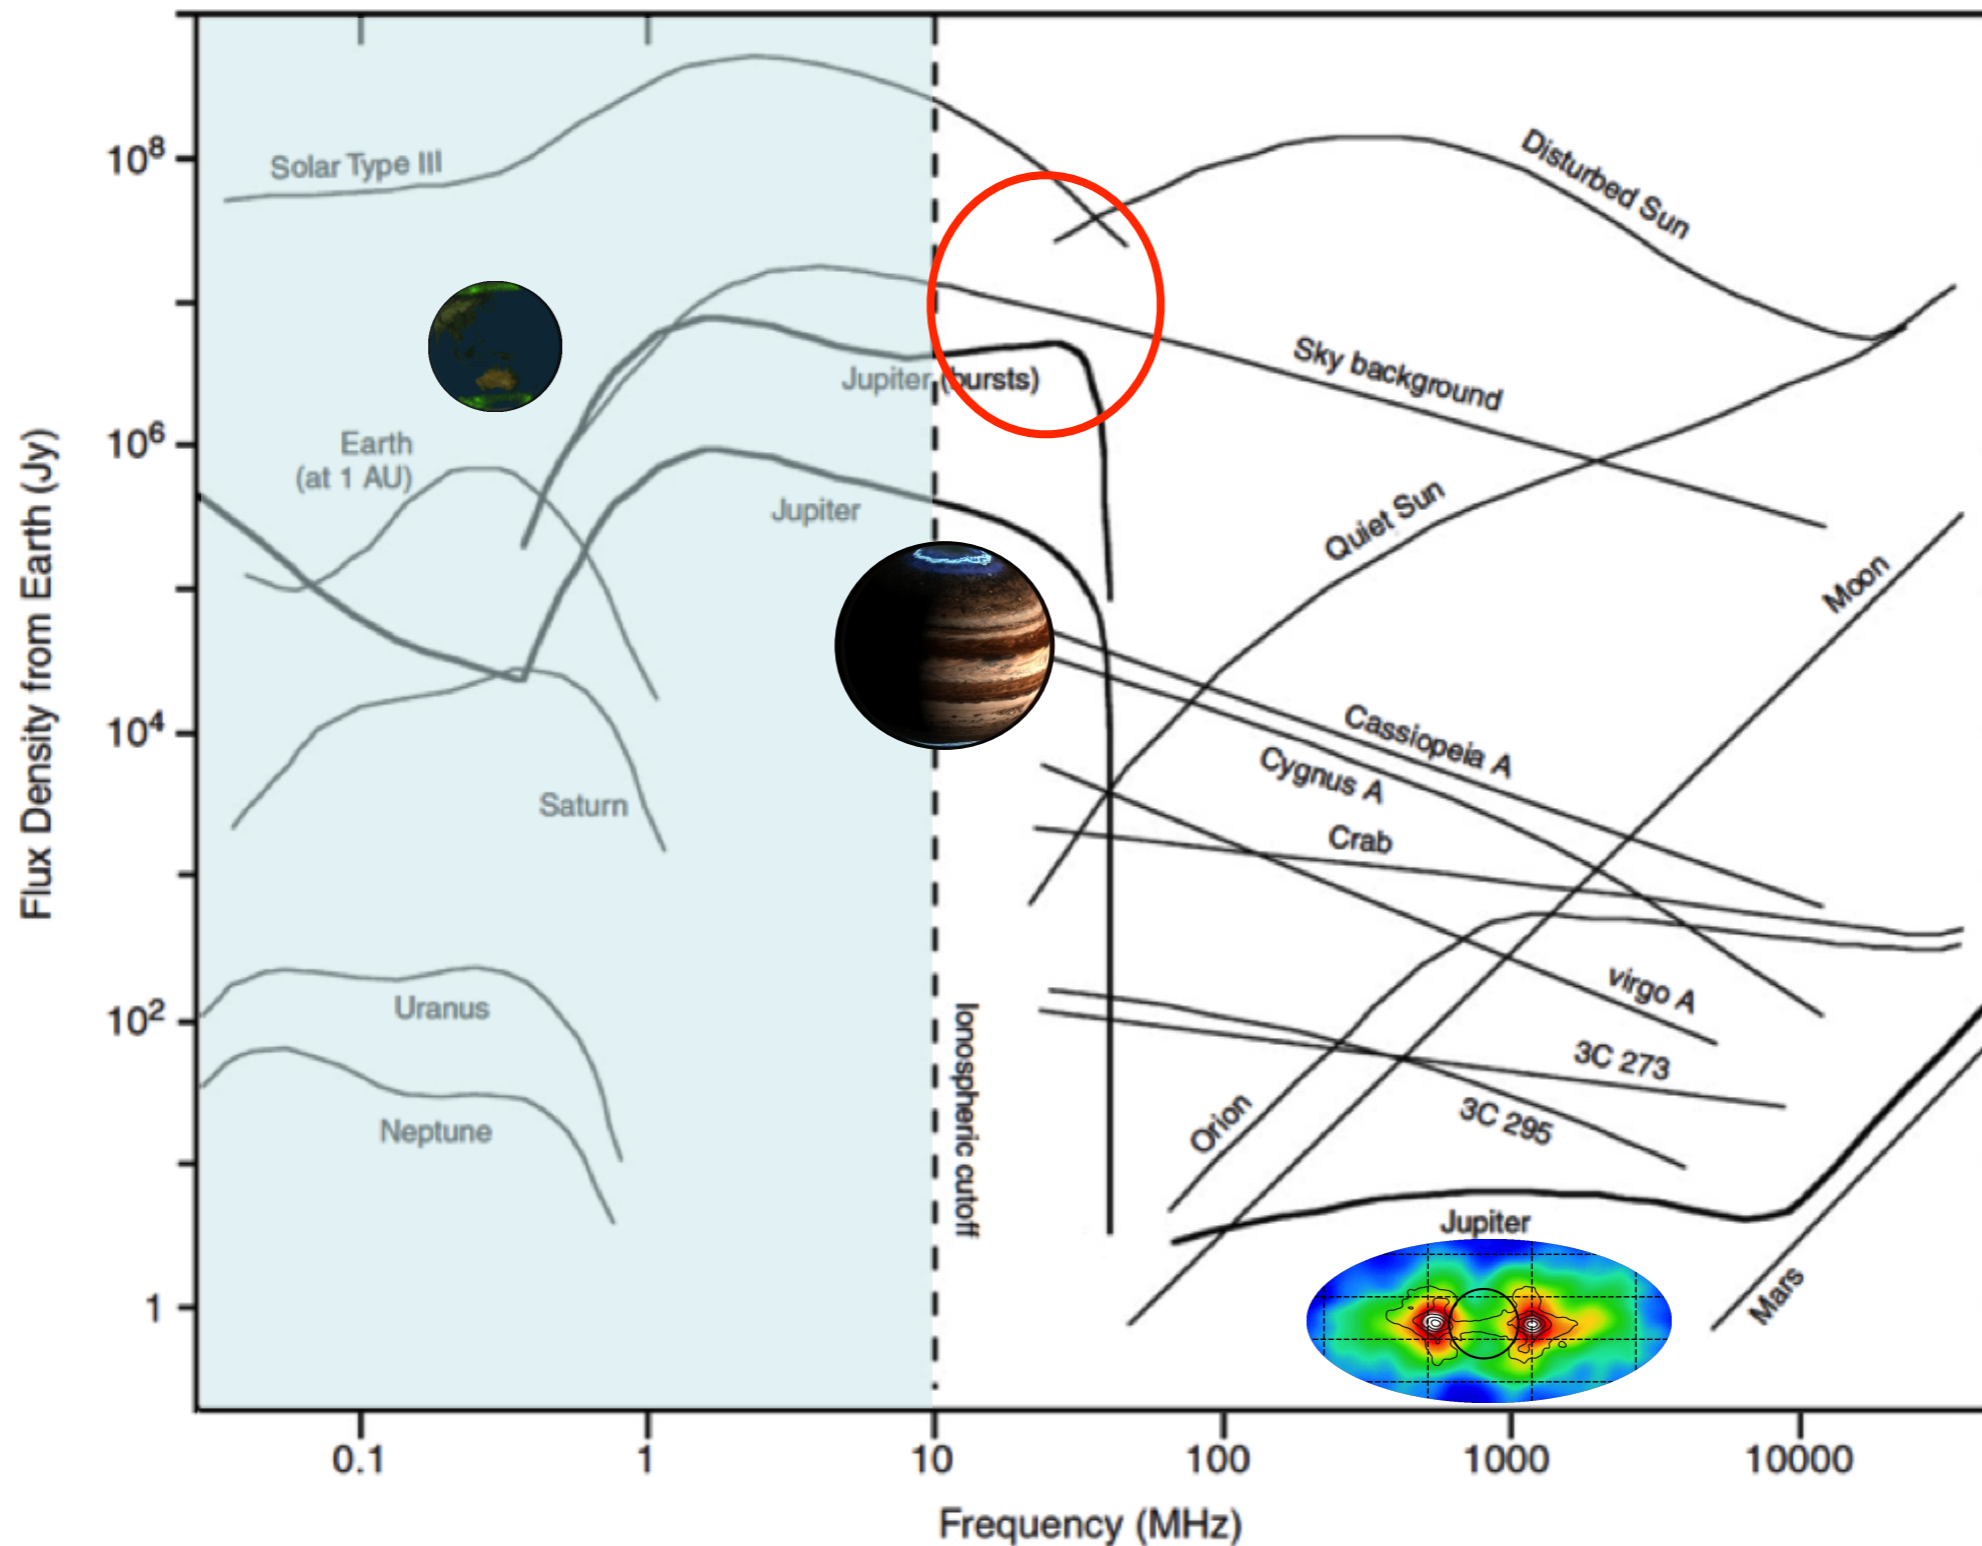 Flux Density from Earth (Jy)
10⁸
10⁶
10⁴
10²
1
Solar Type III
Disturbed Sun
Sky background
Jupiter (bursts)
Earth
(at 1 AU)
Jupiter
Quiet Sun
Moon
Cassiopeia A
Cygnus A
Saturn
Crab
virgo A
Uranus
Ionospheric cutoff
3C 273
Neptune
Orion
3C 295
Jupiter
Mars
0.1
1
10
100
1000
10000
Frequency (MHz)